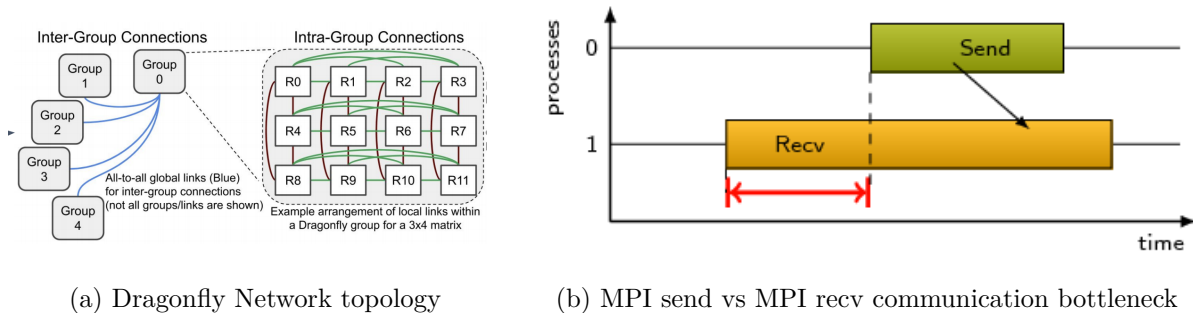 Inter-Group Connections
Group
0
Group
1
Group
2
Group
3
Group
4
All-to-all global links (Blue)
for inter-group connections
(not all groups/links are shown)
Intra-Group Connections
R0 R1 R2 R3
R4 R5 R6 R7
R8 R9 R10 R11
Example arrangement of local links within
a Dragonfly group for a 3x4 matrix
(a) Dragonfly Network topology
processes
0
Send
1
Recv
time
(b) MPI send vs MPI recv communication bottleneck